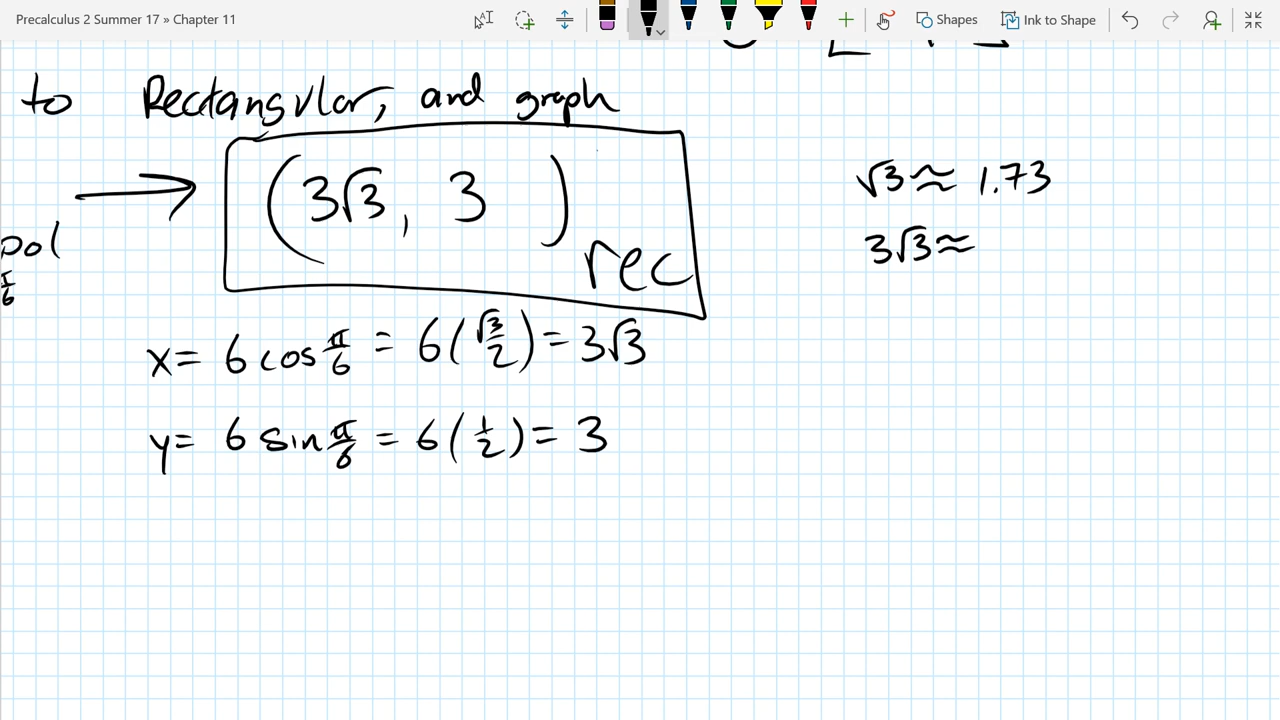 Precalculus 2 Summer 17 » Chapter 11
Shapes
Ink to Shape
to Rectangular, and graph
(3√3, 3)rec
pol
π/6
√3 ≈ 1.73
3√3 ≈
x = 6 cos π/6 = 6(√3/2) = 3√3
y = 6 sin π/6 = 6(1/2) = 3